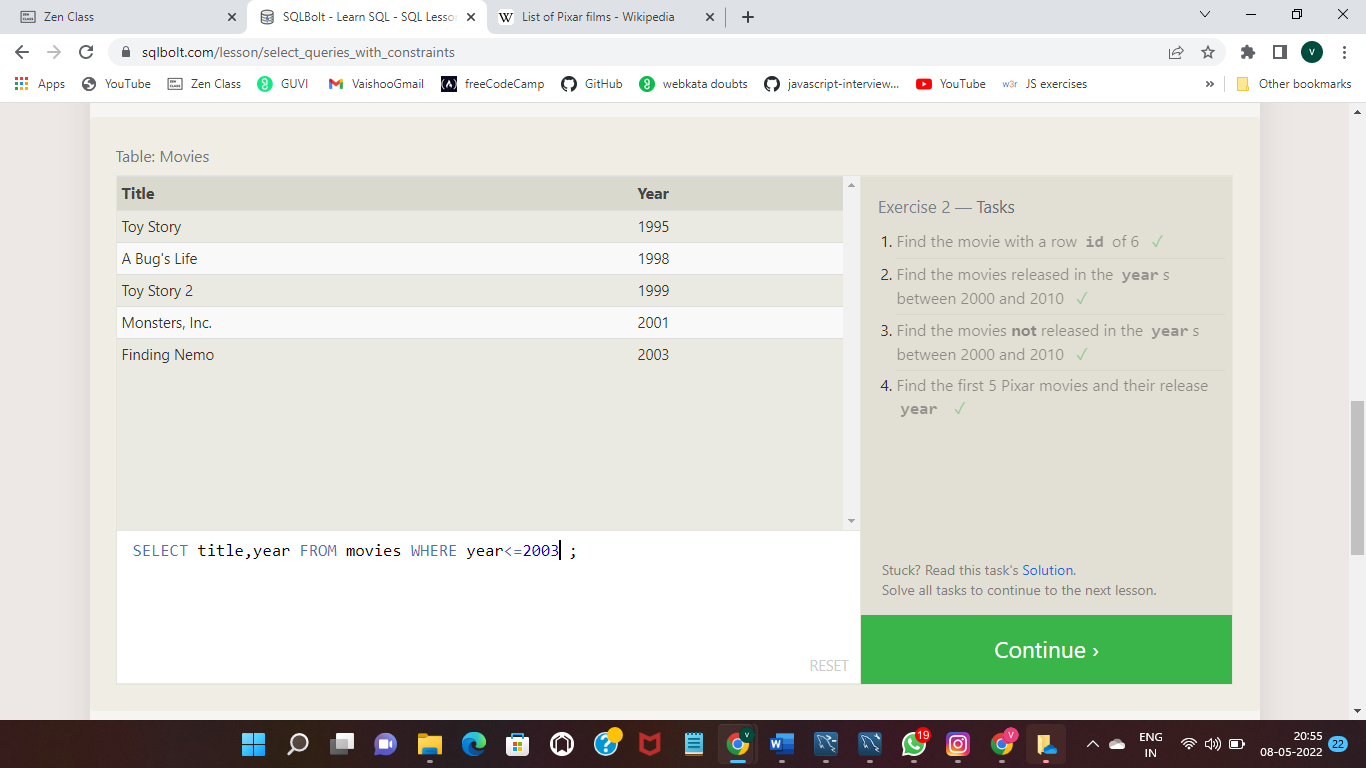 Zen Class
SQLBolt - Learn SQL - SQL Lesson
List of Pixar films - Wikipedia
sqlbolt.com/lesson/select_queries_with_constraints
V
Apps YouTube Zen Class GUVI VaishooGmail freeCodeCamp GitHub webkata doubts javascript-interview... YouTube w3r JS exercises » Other bookmarks
Table: Movies
Title Year
Toy Story 1995
A Bug's Life 1998
Toy Story 2 1999
Monsters, Inc. 2001
Finding Nemo 2003
SELECT title,year FROM movies WHERE year<=2003 ;
RESET
Exercise 2 — Tasks
1. Find the movie with a row id of 6 ✓
2. Find the movies released in the year s
between 2000 and 2010 ✓
3. Find the movies not released in the year s
between 2000 and 2010 ✓
4. Find the first 5 Pixar movies and their release
year ✓
Stuck? Read this task's Solution.
Solve all tasks to continue to the next lesson.
Continue ›
19
ENG
IN
20:55
08-05-2022
22